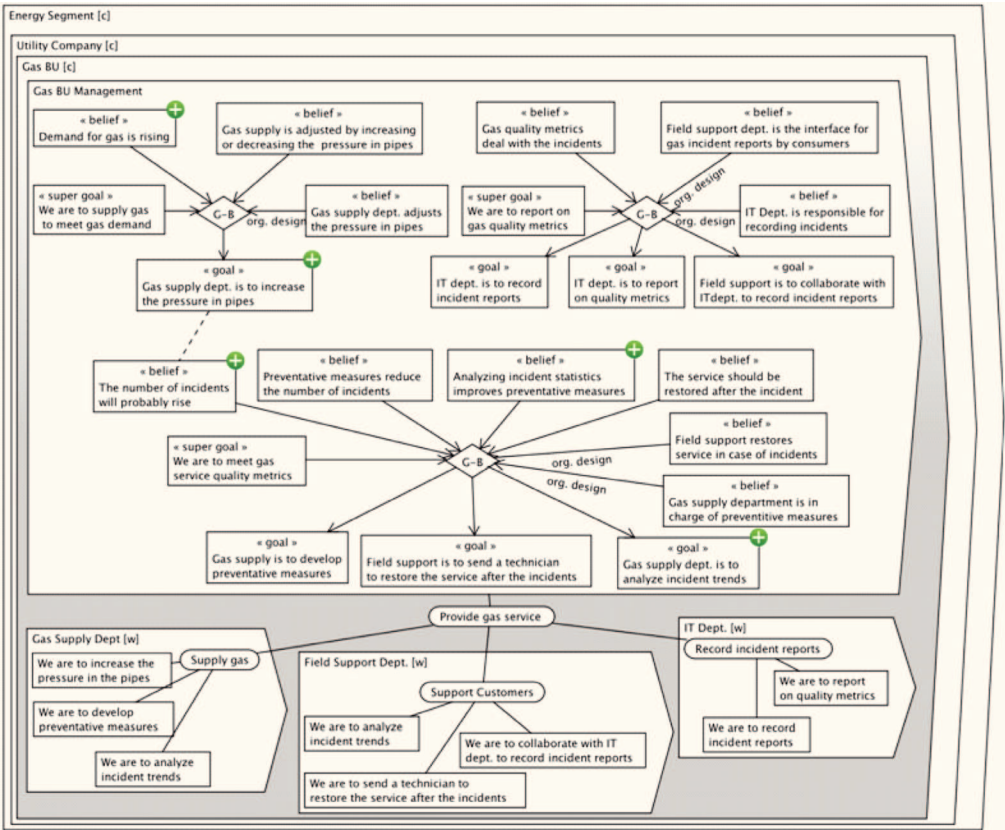 Energy Segment [c]
Utility Company [c]
Gas BU [c]
Gas BU Management
« belief »
Demand for gas is rising
« belief »
Gas supply is adjusted by increasing
or decreasing the pressure in pipes
« super goal »
We are to supply gas
to meet gas demand
G-B
org. design
« belief »
Gas supply dept. adjusts
the pressure in pipes
« goal »
Gas supply dept. is to increase
the pressure in pipes
« belief »
Gas quality metrics
deal with the incidents
« belief »
Field support dept. is the interface for
gas incident reports by consumers
« super goal »
We are to report on
gas quality metrics
G-B
org. design
org. design
« belief »
IT Dept. is responsible for
recording incidents
« goal »
IT dept. is to record
incident reports
« goal »
IT dept. is to report
on quality metrics
« goal »
Field support is to collaborate with
ITdept. to record incident reports
« belief »
The number of incidents
will probably rise
« belief »
Preventative measures reduce
the number of incidents
« belief »
Analyzing incident statistics
improves preventative measures
« belief »
The service should be
restored after the incident
« super goal »
We are to meet gas
service quality metrics
G-B
org. design
org. design
« belief »
Field support restores
service in case of incidents
« belief »
Gas supply department is in
charge of preventitive measures
« goal »
Gas supply is to develop
preventative measures
« goal »
Field support is to send a technician
to restore the service after the incidents
« goal »
Gas supply dept. is to
analyze incident trends
Provide gas service
Gas Supply Dept [w]
Supply gas
We are to increase the
pressure in the pipes
We are to develop
preventative measures
We are to analyze
incident trends
Field Support Dept. [w]
Support Customers
We are to analyze
incident trends
We are to collaborate with IT
dept. to record incident reports
We are to send a technician to
restore the service after the incidents
IT Dept. [w]
Record incident reports
We are to report
on quality metrics
We are to record
incident reports